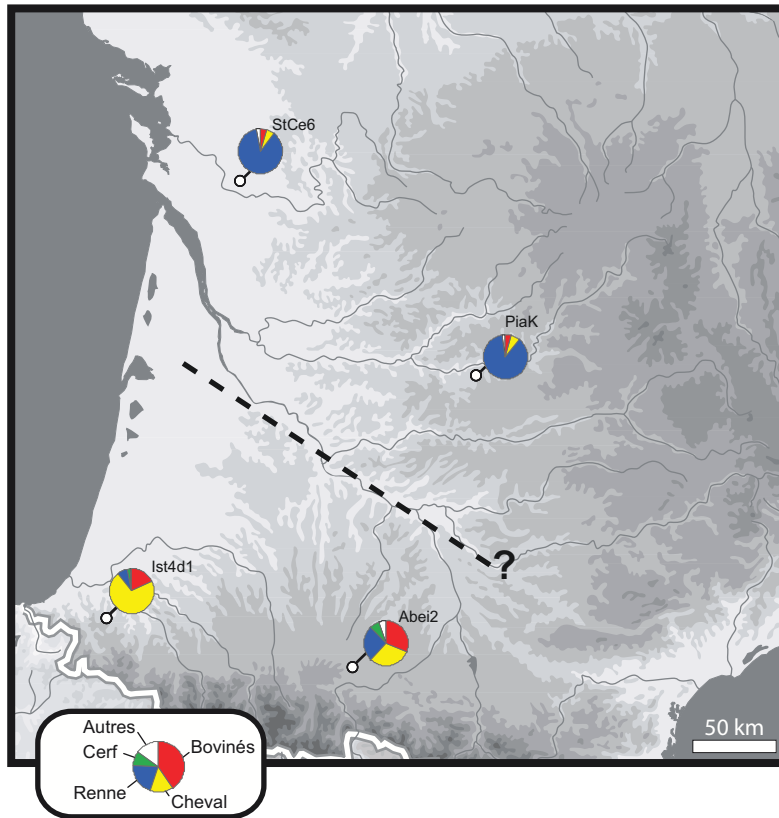 StCe6
PiaK
?
Ist4d1
Abei2
50 km
Autres
Bovinés
Cerf
Renne
Cheval